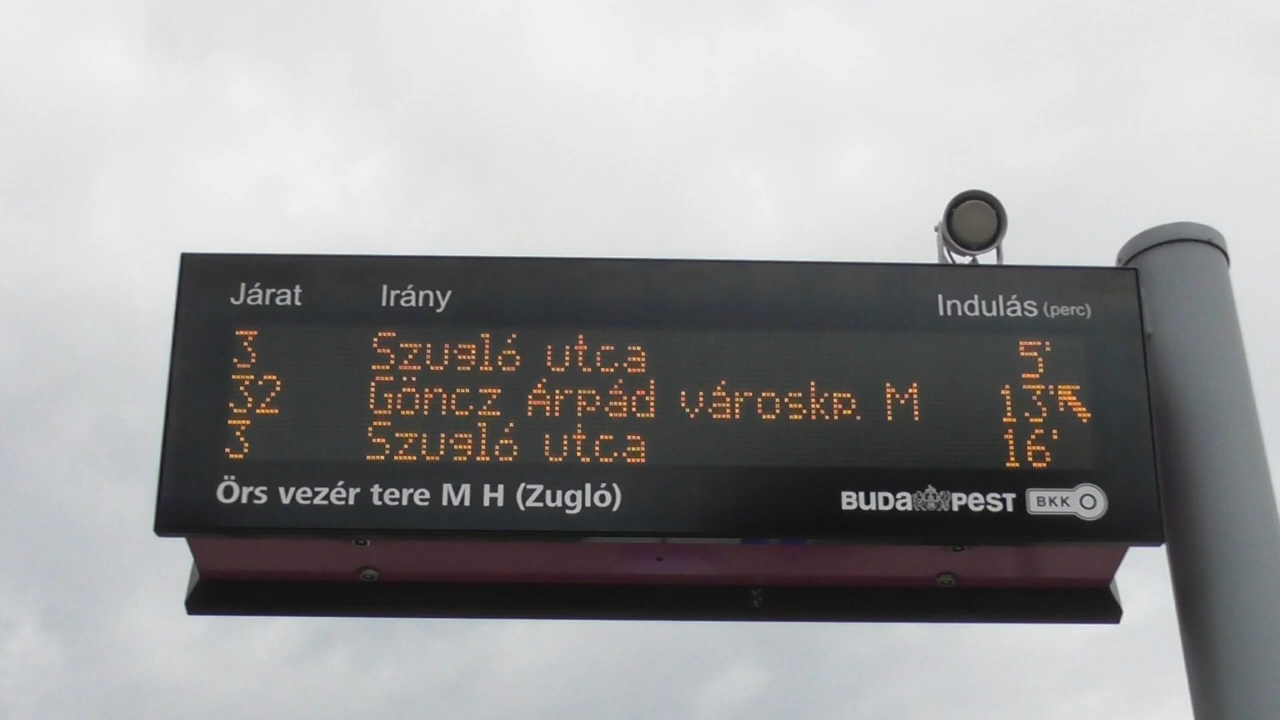 Járat Irány Indulás (perc)
3 Szugló utca 5'
32 Göncz Árpád városkp. M 13'
3 Szugló utca 16'
Örs vezér tere M H (Zugló) BUDAPEST BKK